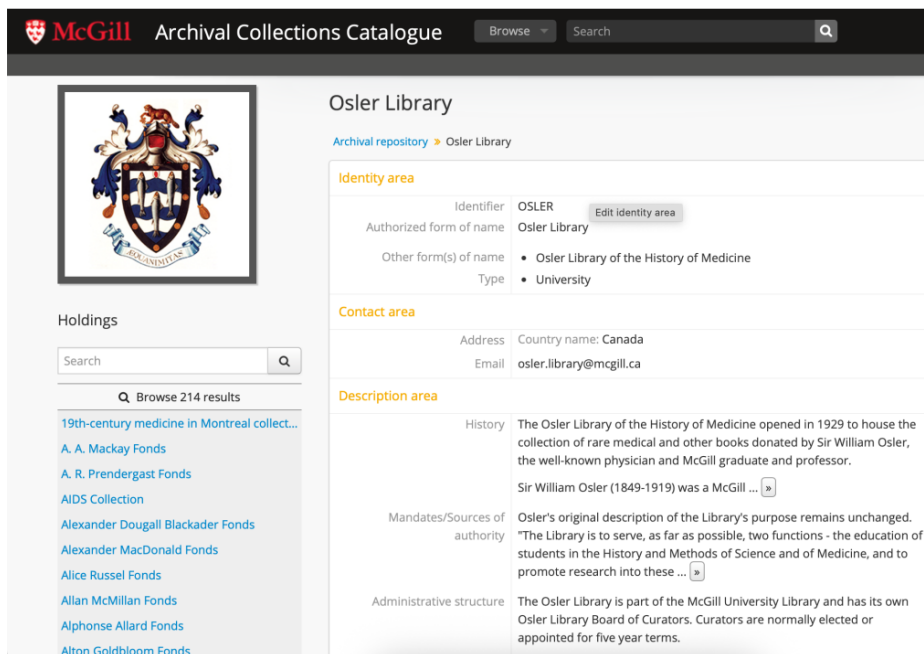 McGill Archival Collections Catalogue Browse Search
ÆQUANIMITAS
Holdings
Search
Browse 214 results
19th-century medicine in Montreal collect...
A. A. Mackay Fonds
A. R. Prendergast Fonds
AIDS Collection
Alexander Dougall Blackader Fonds
Alexander MacDonald Fonds
Alice Russel Fonds
Allan McMillan Fonds
Alphonse Allard Fonds
Alton Goldbloom Fonds
Osler Library
Archival repository » Osler Library
Identity area
Identifier OSLER
Edit identity area
Authorized form of name Osler Library
Other form(s) of name • Osler Library of the History of Medicine
Type • University
Contact area
Address Country name: Canada
Email osler.library@mcgill.ca
Description area
History The Osler Library of the History of Medicine opened in 1929 to house the
collection of rare medical and other books donated by Sir William Osler,
the well-known physician and McGill graduate and professor.
Sir William Osler (1849-1919) was a McGill ... »
Mandates/Sources of Osler's original description of the Library's purpose remains unchanged.
authority "The Library is to serve, as far as possible, two functions - the education of
students in the History and Methods of Science and of Medicine, and to
promote research into these ... »
Administrative structure The Osler Library is part of the McGill University Library and has its own
Osler Library Board of Curators. Curators are normally elected or
appointed for five year terms.